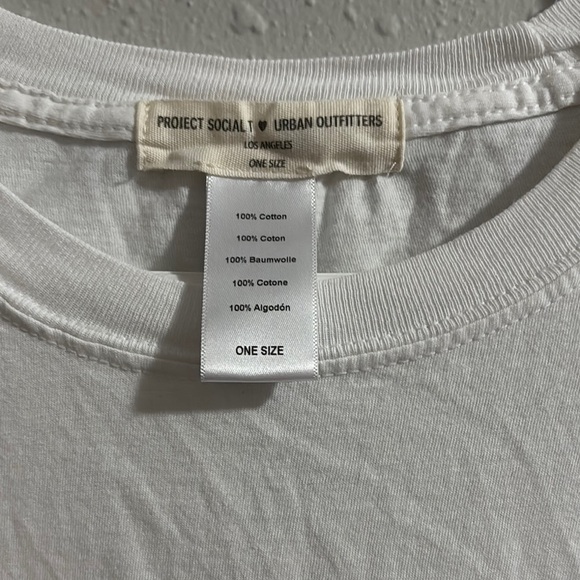 PROJECT SOCIAL T ♥ URBAN OUTFITTERS
LOS ANGELES
ONE SIZE
100% Cotton
100% Coton
100% Baumwolle
100% Cotone
100% Algodón
ONE SIZE